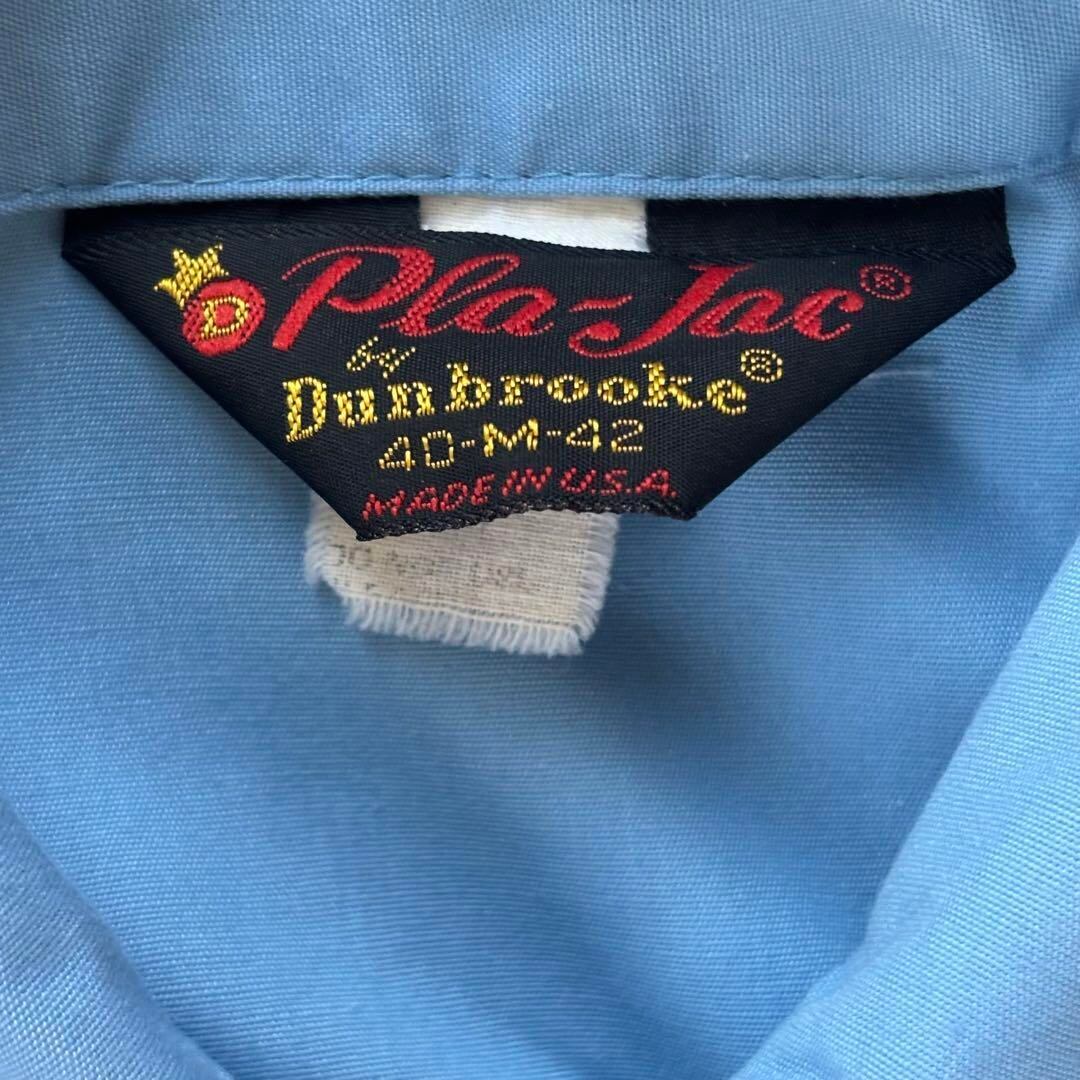 D Pla-Jac®
by
Dunbrooke®
40-M-42
MADE IN U.S.A.